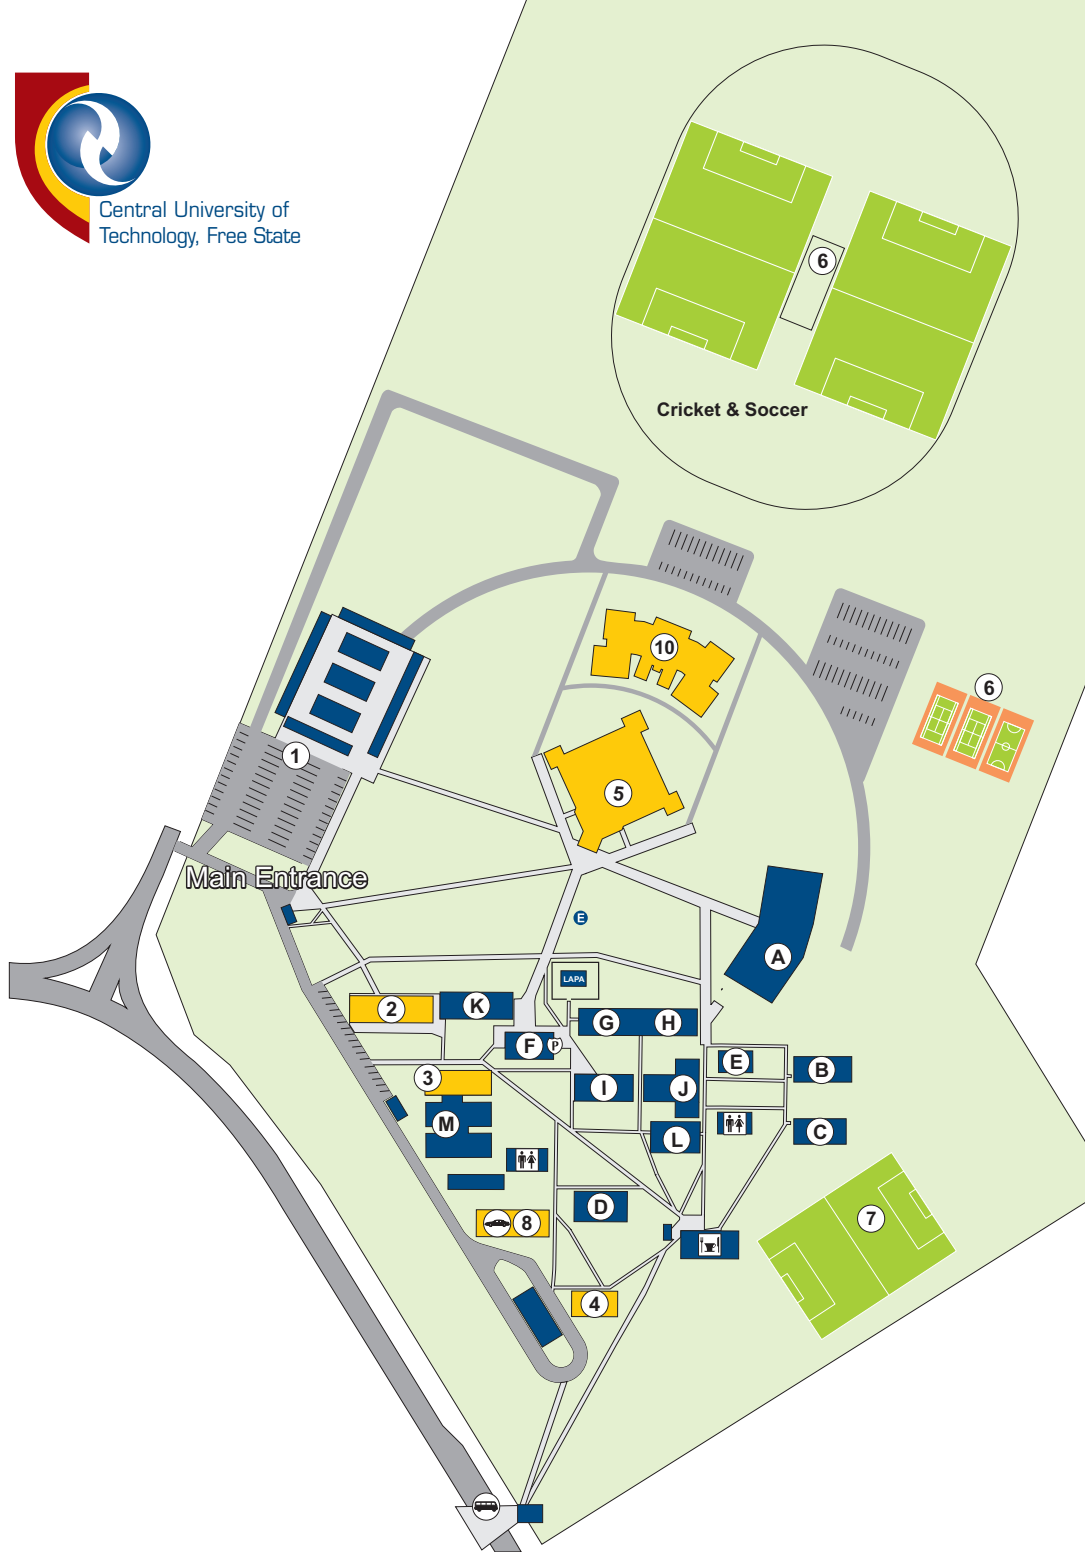 Central University of
Technology, Free State
6
Cricket & Soccer
10
6
1
5
Main Entrance
E
A
LAPA
2
K
G
H
F
P
E
B
3
I
J
M
C
L
D
8
7
4